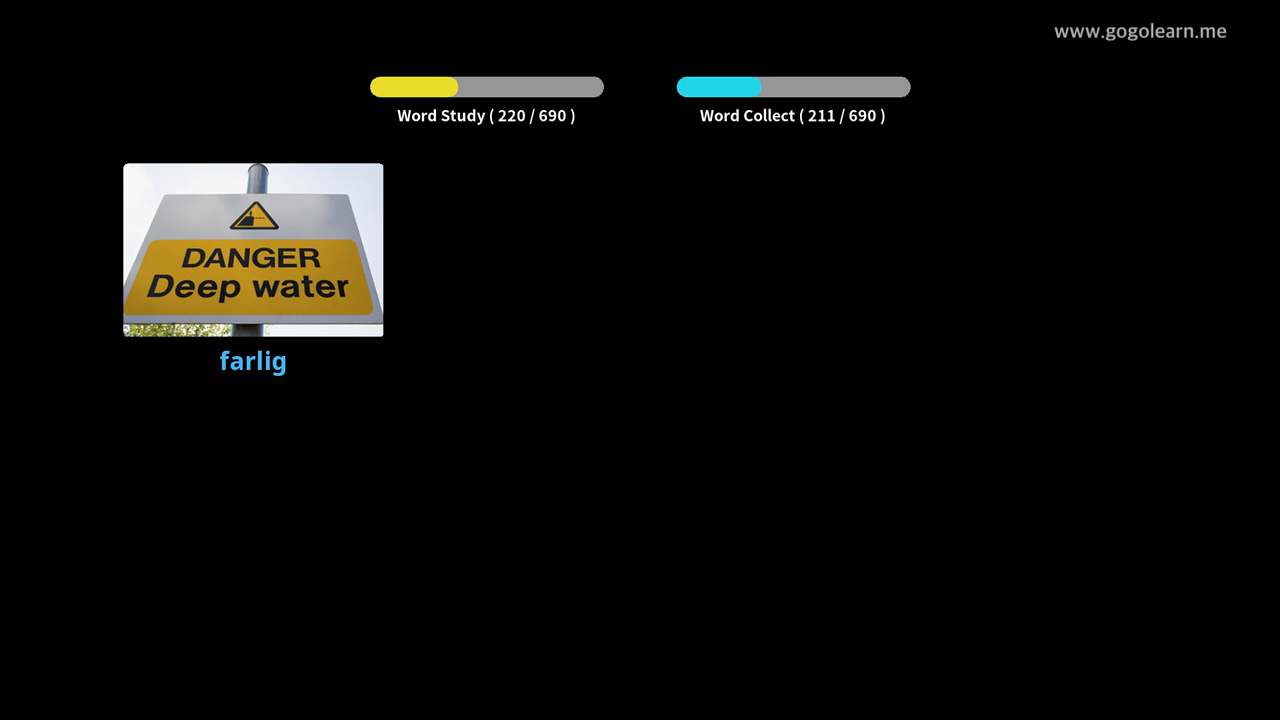 www.gogolearn.me
Word Study ( 220 / 690 )
Word Collect ( 211 / 690 )
DANGER
Deep water
farlig